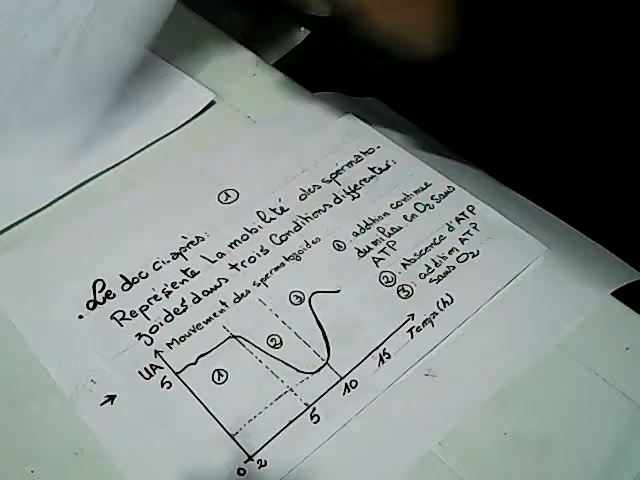 ①
. Le doc ci-après:
Représente la mobilité des spermato-
zoïdes dans trois conditions differentes:
Mouvement des spermatozoïdes
UA
5
①
②
③
0
2
5
10
15
Temps (h)
① addition continue
du milieu en O2 sans
ATP
②: Abscence d'ATP
③: addition ATP
sans O2